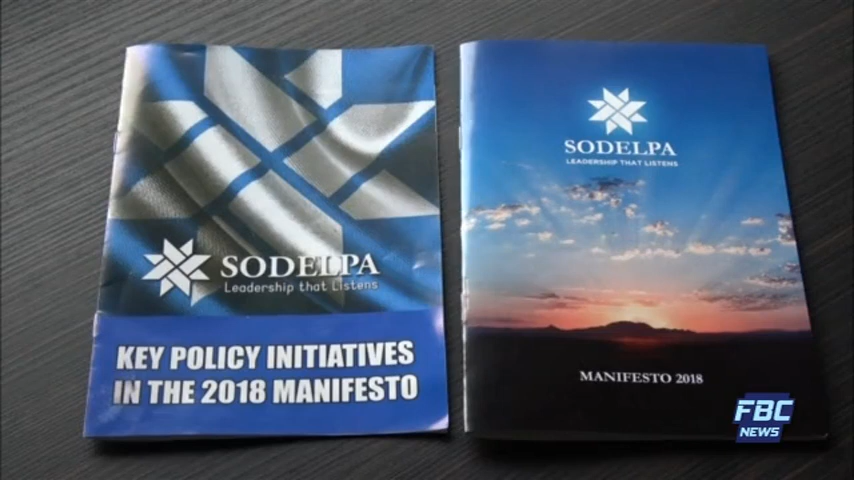 SODELPA
Leadership that Listens
KEY POLICY INITIATIVES
IN THE 2018 MANIFESTO
SODELPA
LEADERSHIP THAT LISTENS
MANIFESTO 2018
FBC
NEWS